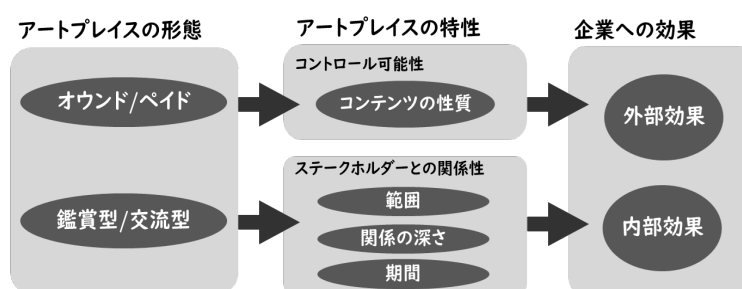 アートプレイスの形態
アートプレイスの特性
企業への効果
オウンド/ペイド
鑑賞型/交流型
コントロール可能性
コンテンツの性質
ステークホルダーとの関係性
範囲
関係の深さ
期間
外部効果
内部効果